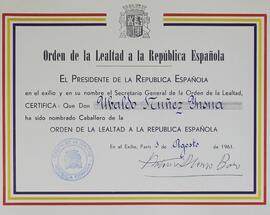 Orden de la Lealtad a la República Española
EL PRESIDENTE DE LA REPUBLICA ESPAÑOLA
en el exilio y en su nombre el Secretario General de la Orden de la Lealtad,
CERTIFICA: Que Don Ubaldo Núñez
ha sido nombrado Caballero de la
ORDEN DE LA LEALTAD A LA REPUBLICA ESPAÑOLA
En el Exilio, París 3 Agosto de 1961